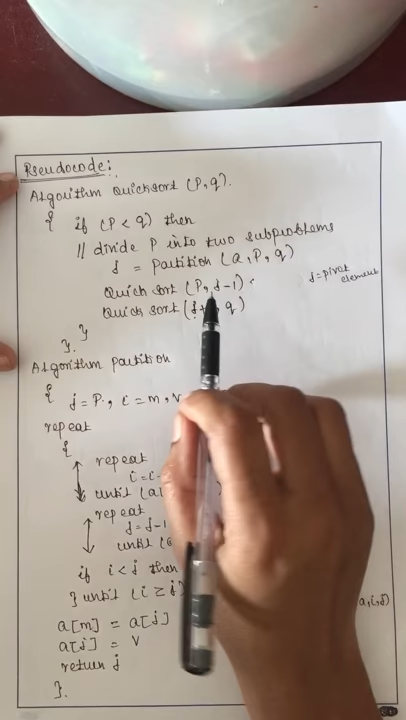 Pseudocode:
Algorithm Quicksort (P, q).
{ if (P < q) then
// divide P into two subproblems
j = Partition (a, P, q)
Quick sort (P, j-1)
j = pivot element
Quick sort (j+ q)
}
}.
Algorithm partition
{ j = P, i = m, v
repeat
{
repeat
i = i-
until (a[
repeat
j = j-1
until (
if i < j then
a, i, j)
} until (i ≥ j)
a[m] = a[j]
a[j] = v
return j
}.